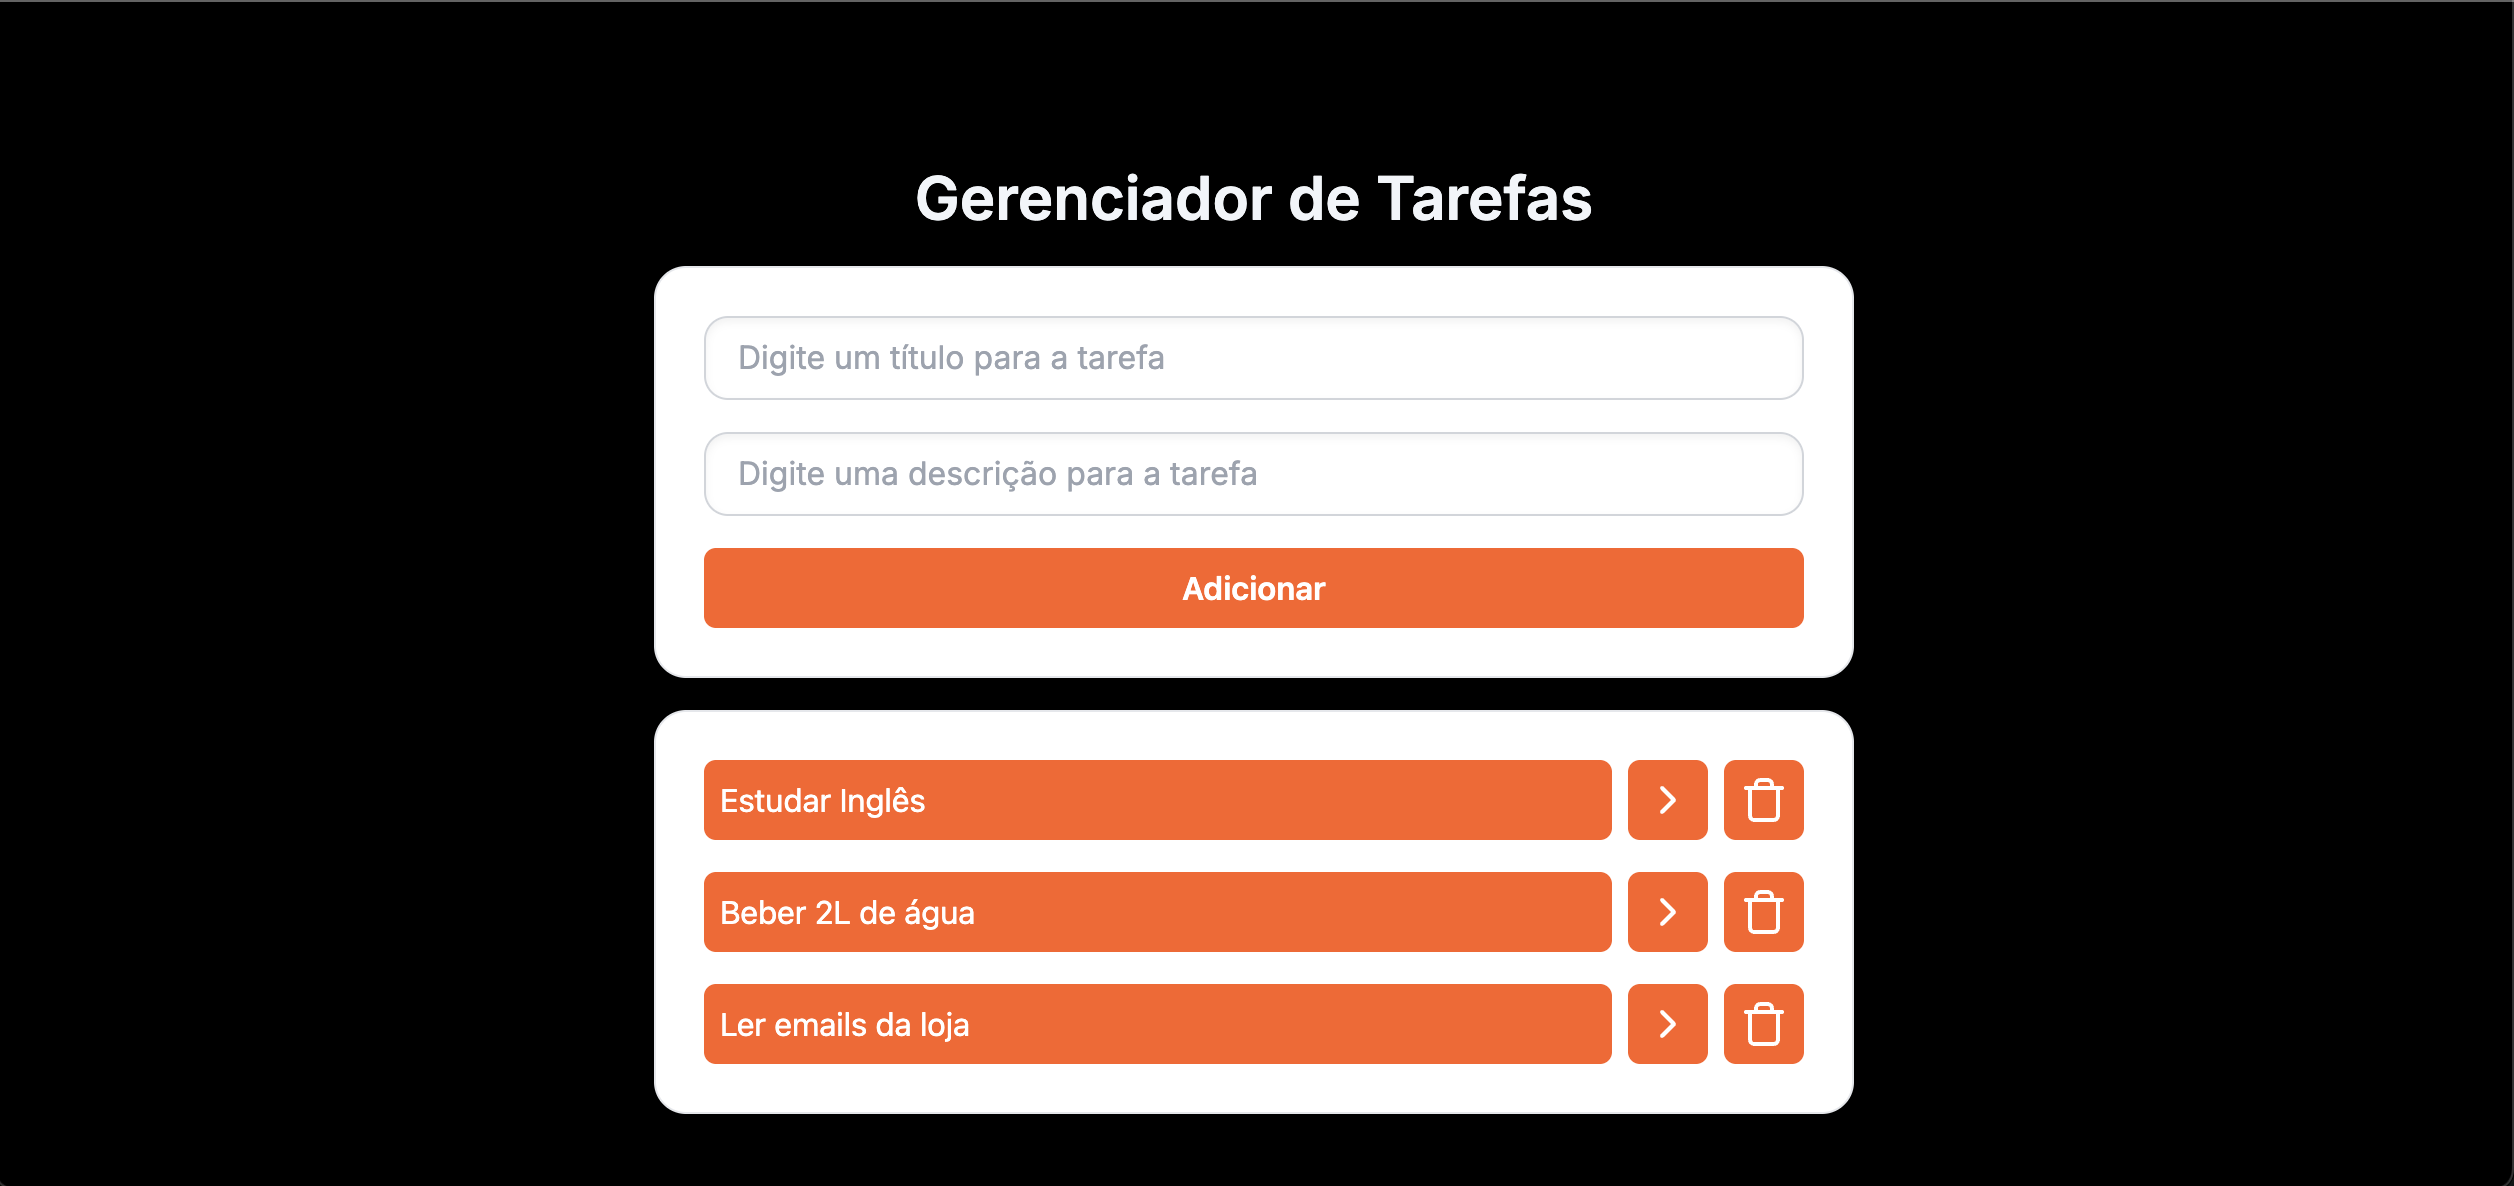 Gerenciador de Tarefas
Digite um título para a tarefa
Digite uma descrição para a tarefa
Adicionar
Estudar Inglês
Beber 2L de água
Ler emails da loja